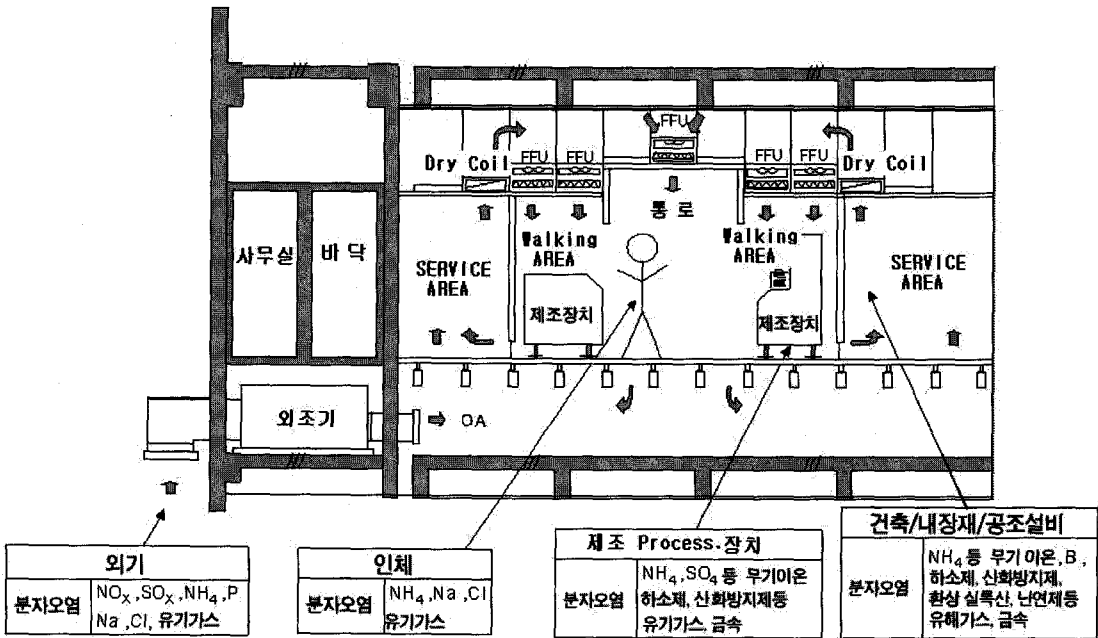 FFU
Dry Coil
FFU FFU
FFU FFU
Dry Coil
통 로
사무실
바 닥
SERVICE
AREA
Walking
AREA
Walking
AREA
SERVICE
AREA
제조장치
제조장치
외조기
OA
외기
분자오염
NOX,SOX,NH4,P
Na,Cl, 유기가스
인체
분자오염
NH4,Na,Cl
유기가스
제조 Process.장치
분자오염
NH4,SO4 등 무기이온
하소제, 산화방지제등
유기가스, 금속
건축/내장재/공조설비
분자오염
NH4 등 무기 이온,B,
하소제, 산화방지제,
환상 실록산, 난연제등
유해가스, 금속